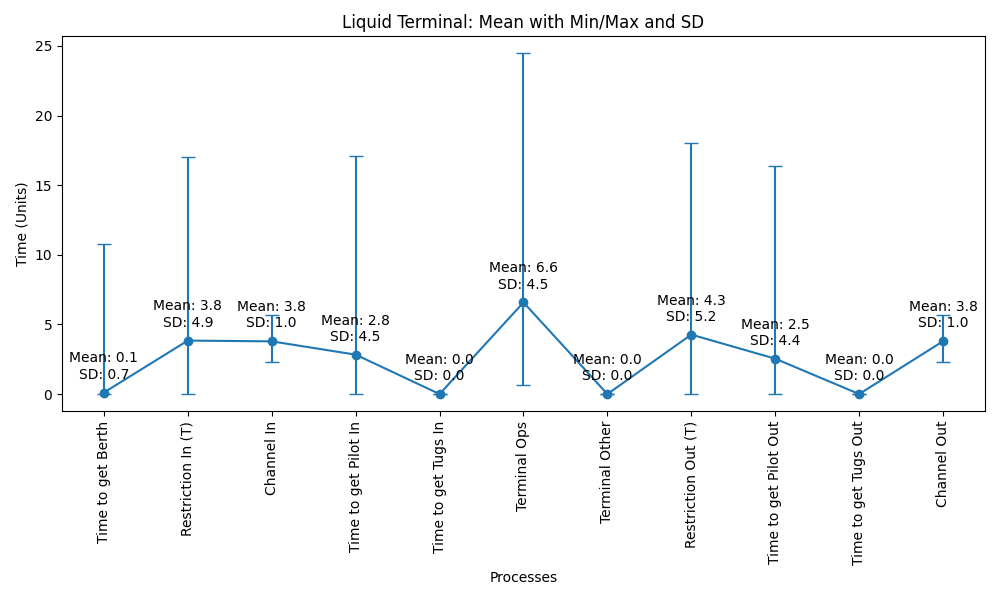 Liquid Terminal: Mean with Min/Max and SD
Time (Units)
25
20
15
10
5
0
Mean: 0.1
SD: 0.7
Mean: 3.8
SD: 4.9
Mean: 3.8
SD: 1.0
Mean: 2.8
SD: 4.5
Mean: 0.0
SD: 0.0
Mean: 6.6
SD: 4.5
Mean: 0.0
SD: 0.0
Mean: 4.3
SD: 5.2
Mean: 2.5
SD: 4.4
Mean: 0.0
SD: 0.0
Mean: 3.8
SD: 1.0
Time to get Berth
Restriction In (T)
Channel In
Time to get Pilot In
Time to get Tugs In
Terminal Ops
Terminal Other
Restriction Out (T)
Time to get Pilot Out
Time to get Tugs Out
Channel Out
Processes